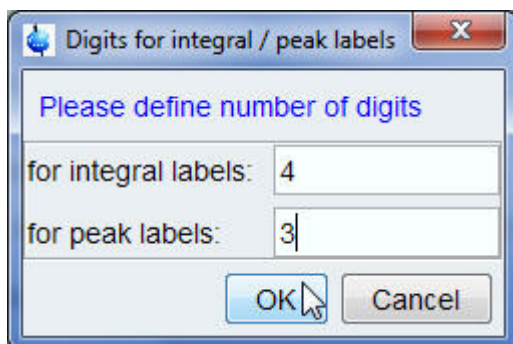 Digits for integral / peak labels
Please define number of digits
for integral labels: 4
for peak labels: 3
OK Cancel